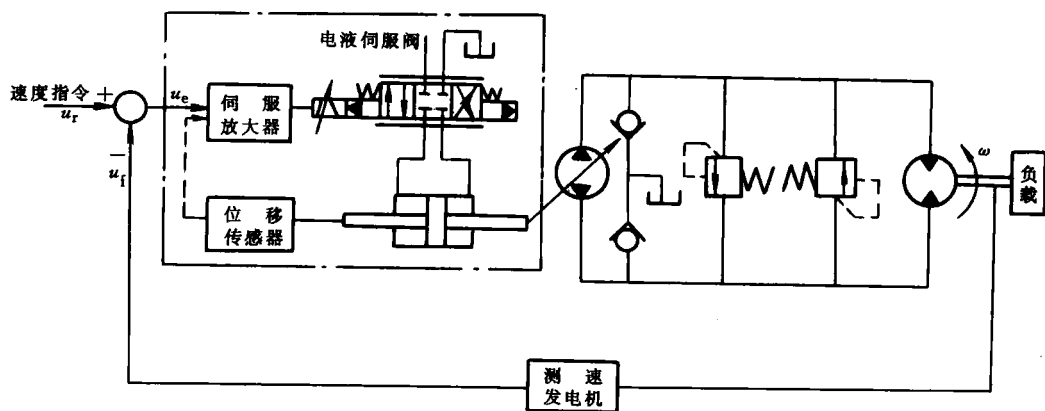 电液伺服阀
速度指令 +
u_r
u_e
伺 服
放大器
−
u_f
位 移
传感器
ω
负
载
测 速
发电机